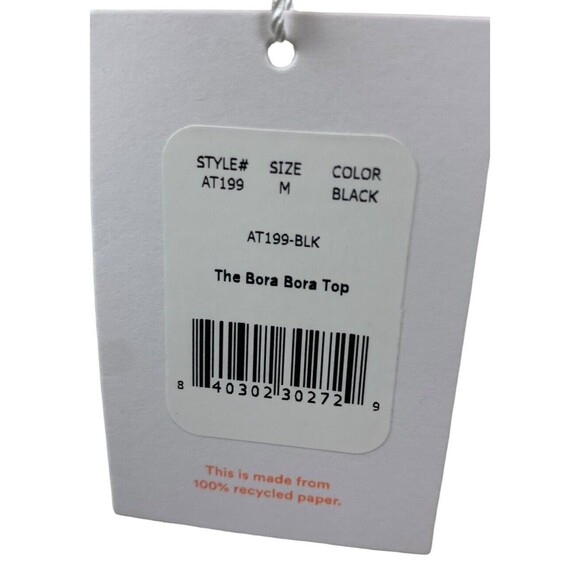 STYLE# SIZE COLOR
AT199 M BLACK
AT199-BLK
The Bora Bora Top
8 40302 30272 9
This is made from
100% recycled paper.